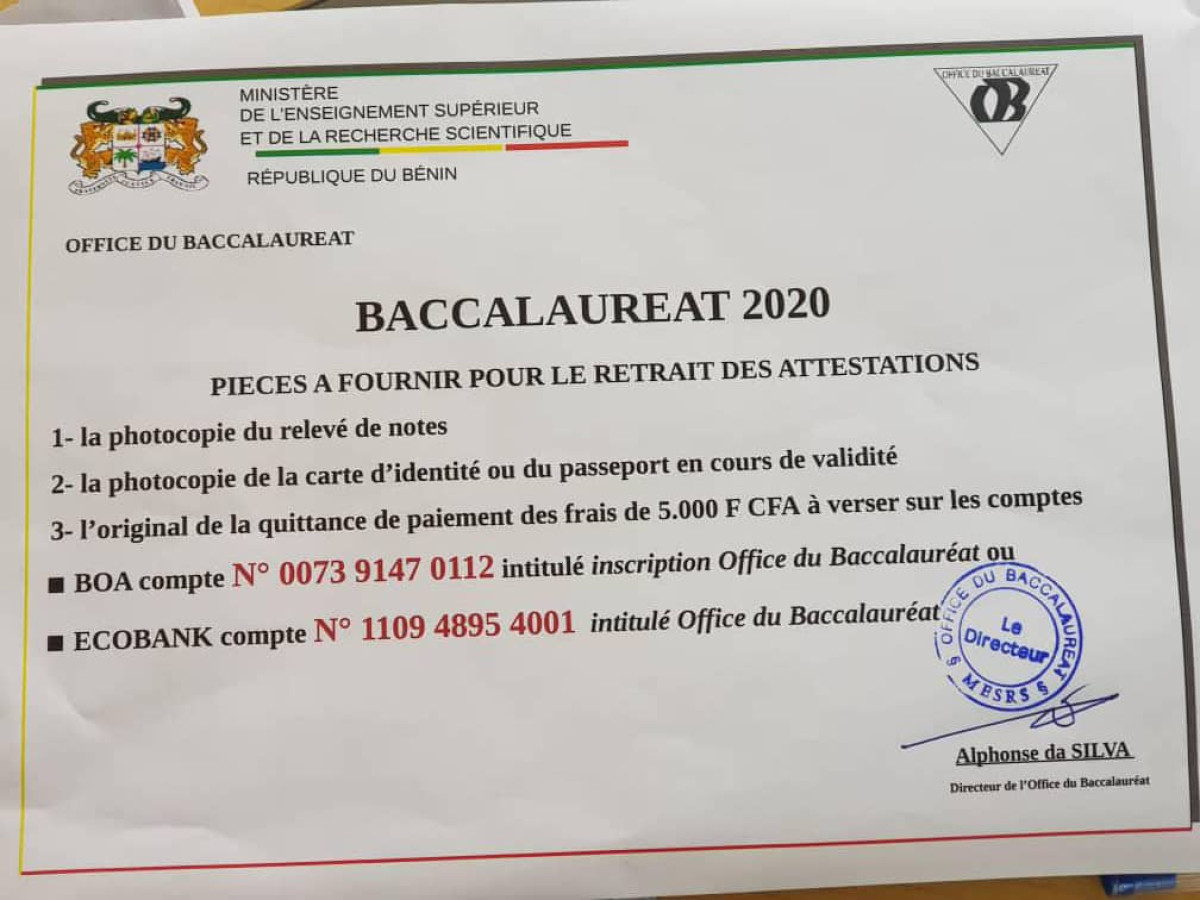 MINISTÈRE
DE L'ENSEIGNEMENT SUPÉRIEUR
ET DE LA RECHERCHE SCIENTIFIQUE
RÉPUBLIQUE DU BÉNIN
OFFICE DU BACCALAUREAT
OB
FRATERNITE JUSTICE TRAVAIL
OFFICE DU BACCALAUREAT
BACCALAUREAT 2020
PIECES A FOURNIR POUR LE RETRAIT DES ATTESTATIONS
1- la photocopie du relevé de notes
2- la photocopie de la carte d’identité ou du passeport en cours de validité
3- l’original de la quittance de paiement des frais de 5.000 F CFA à verser sur les comptes
■ BOA compte N° 0073 9147 0112 intitulé inscription Office du Baccalauréat ou
■ ECOBANK compte N° 1109 4895 4001 intitulé Office du Baccalauréat
OFFICE DU BACCALAUREAT
Le
Directeur
§ MESRS §
Alphonse da SILVA
Directeur de l’Office du Baccalauréat